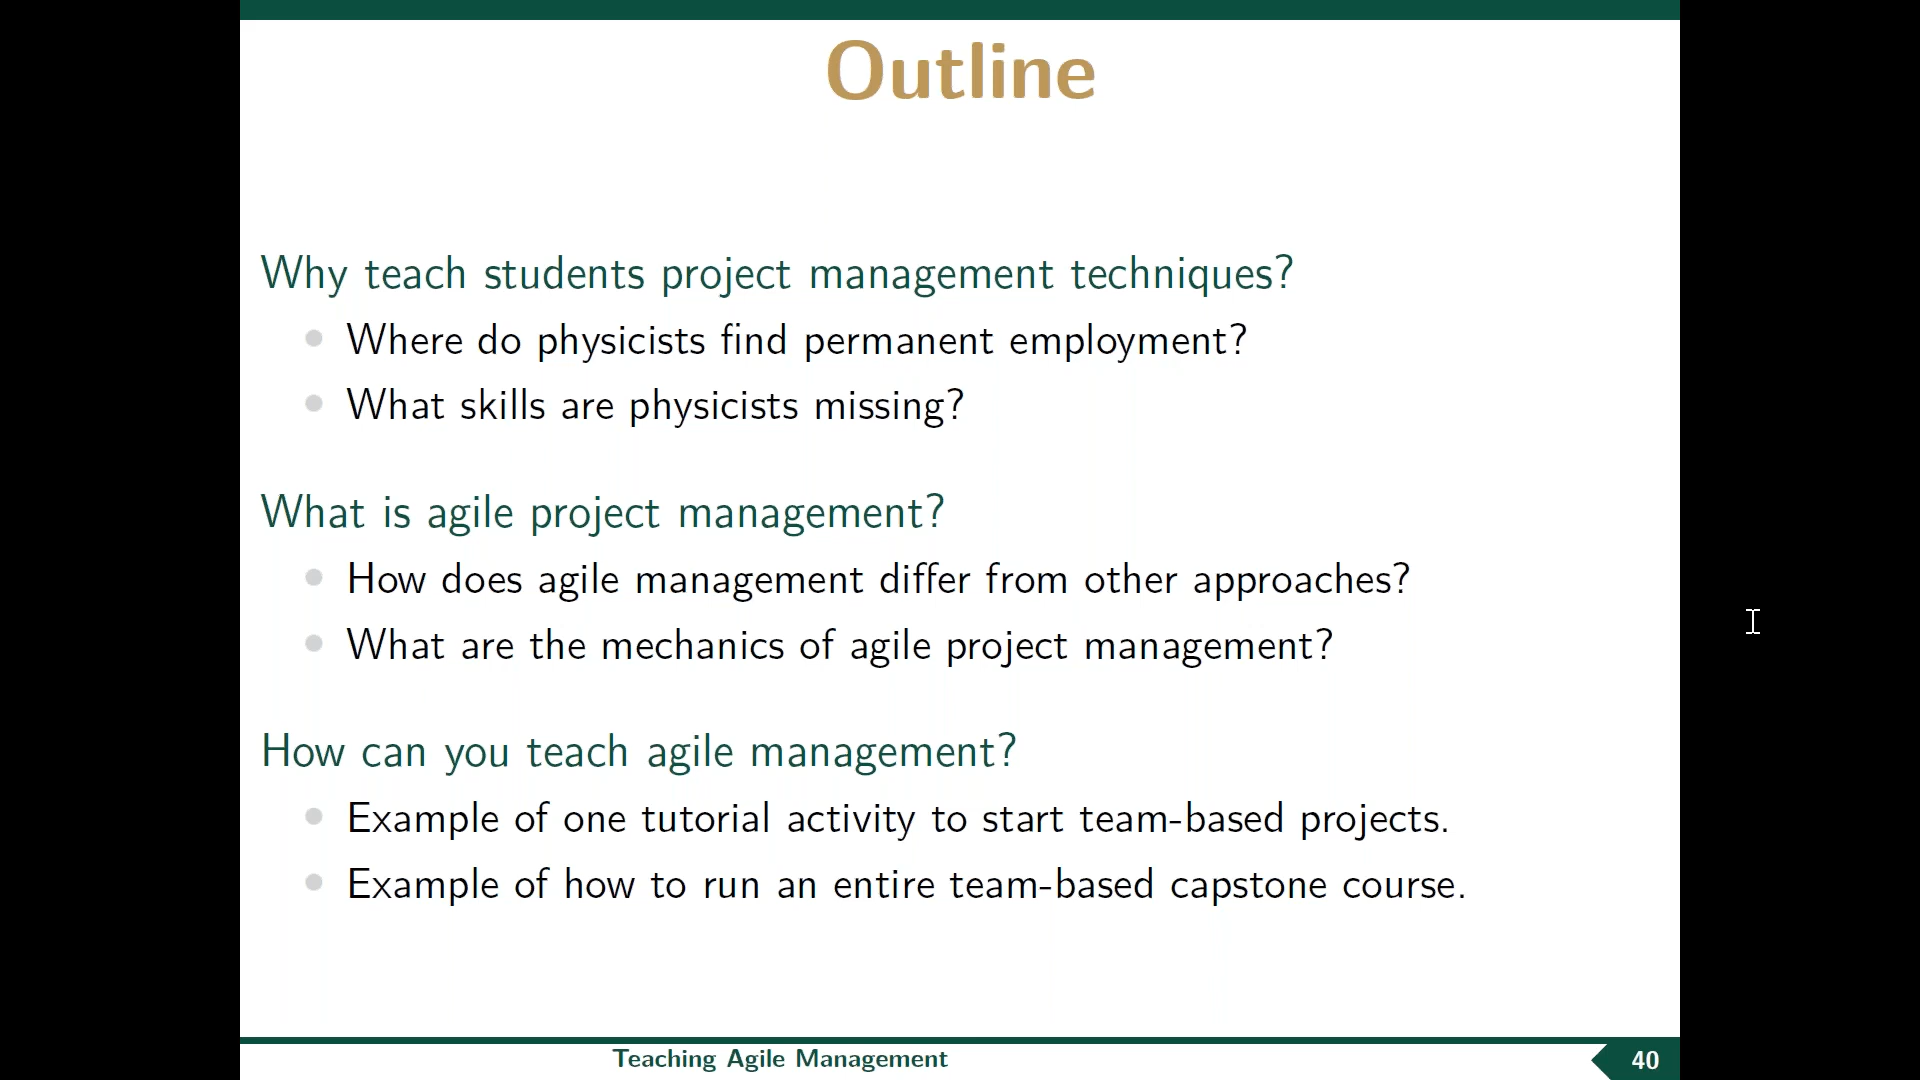 Outline
Why teach students project management techniques?
Where do physicists find permanent employment?
What skills are physicists missing?
What is agile project management?
How does agile management differ from other approaches?
What are the mechanics of agile project management?
How can you teach agile management?
Example of one tutorial activity to start team-based projects.
Example of how to run an entire team-based capstone course.
Teaching Agile Management
40